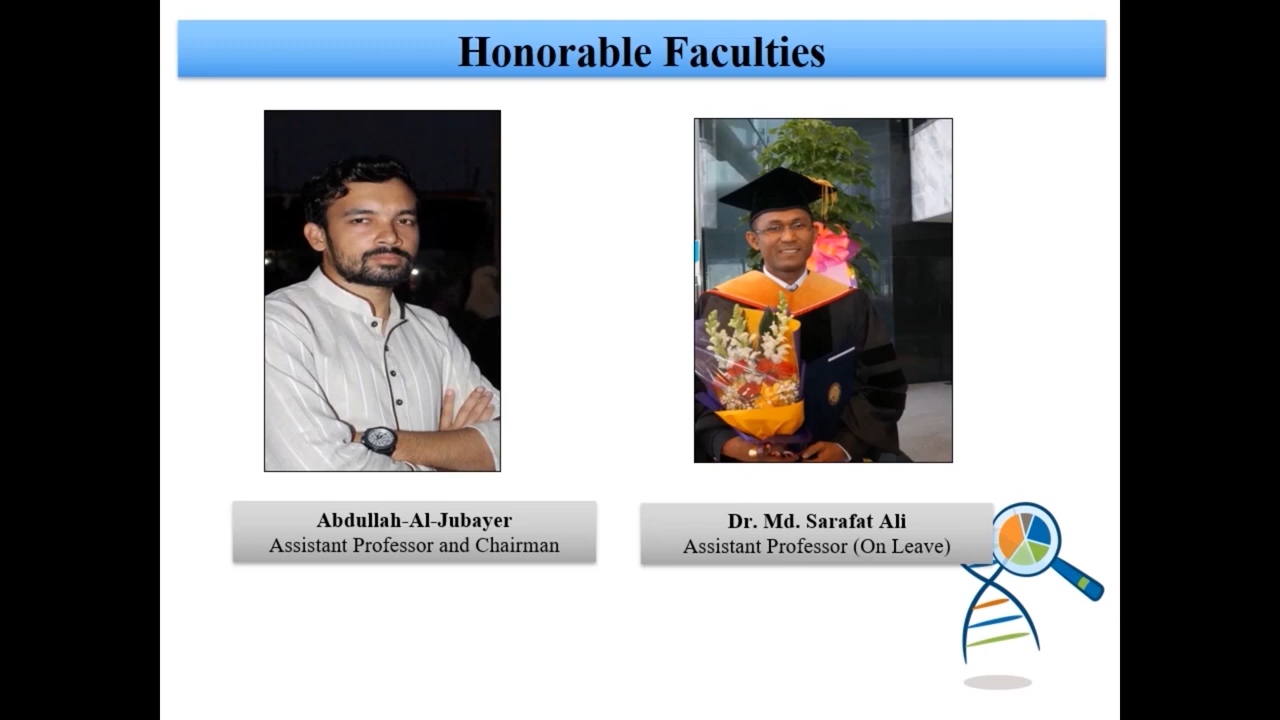 Honorable Faculties
Abdullah-Al-Jubayer
Assistant Professor and Chairman
Dr. Md. Sarafat Ali
Assistant Professor (On Leave)